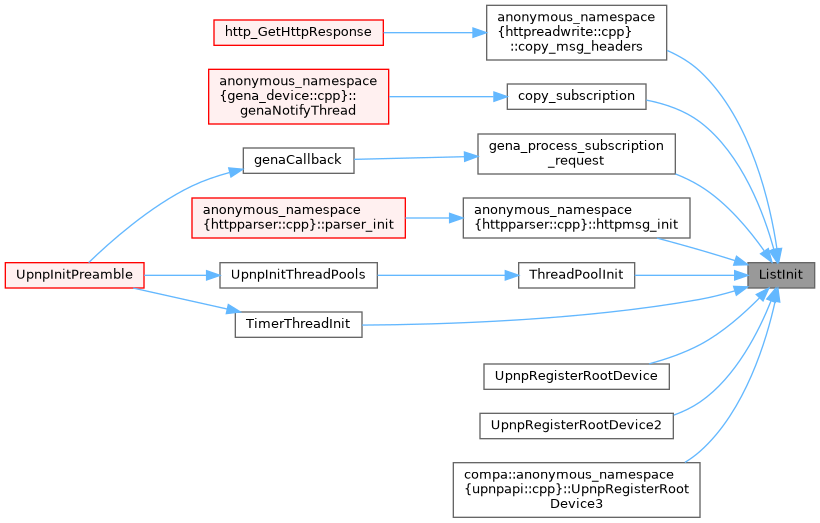 anonymous_namespace
{httpreadwrite::cpp}
::copy_msg_headers
http_GetHttpResponse
anonymous_namespace
{gena_device::cpp}::
genaNotifyThread
copy_subscription
gena_process_subscription
_request
genaCallback
anonymous_namespace
{httpparser::cpp}::parser_init
anonymous_namespace
{httpparser::cpp}::httpmsg_init
UpnpInitPreamble
UpnpInitThreadPools
ThreadPoolInit
ListInit
TimerThreadInit
UpnpRegisterRootDevice
UpnpRegisterRootDevice2
compa::anonymous_namespace
{upnpapi::cpp}::UpnpRegisterRoot
Device3